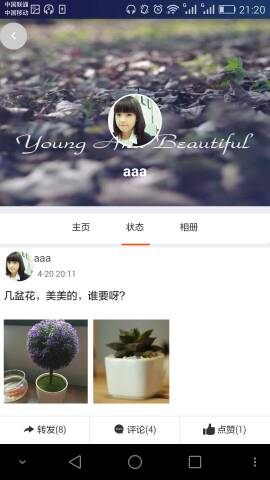 中国联通
中国移动
21:20
Young And Beautiful
aaa
主页 状态 相册
aaa
4-20 20:11
几盆花，美美的，谁要呀？
转发(8) 评论(4) 点赞(1)